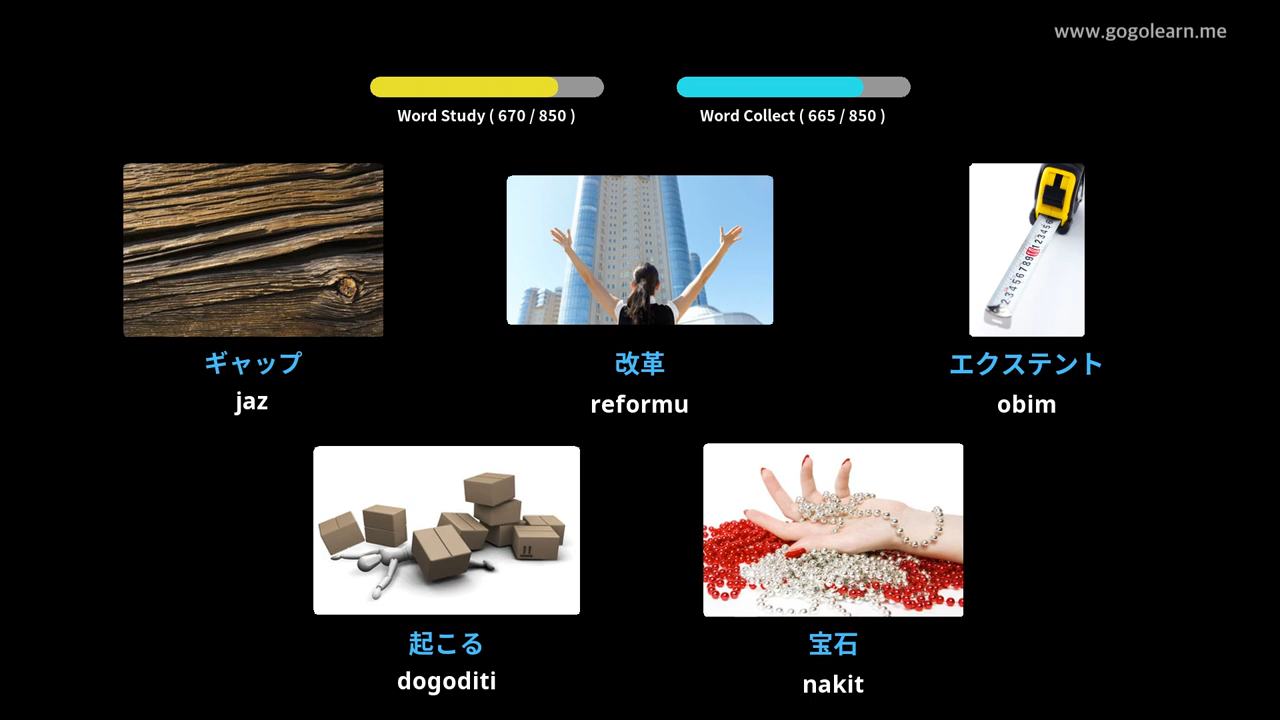 www.gogolearn.me
Word Study ( 670 / 850 )
Word Collect ( 665 / 850 )
ギャップ
jaz
改革
reformu
エクステント
obim
起こる
dogoditi
宝石
nakit